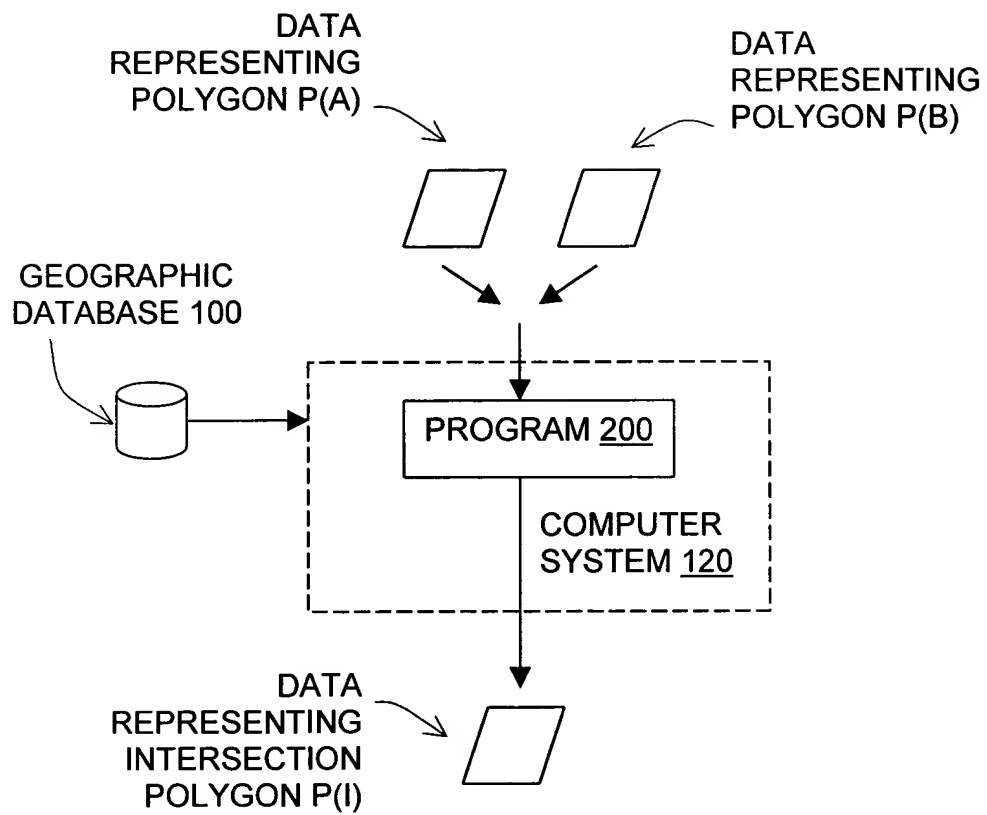 DATA
REPRESENTING
POLYGON P(A)
DATA
REPRESENTING
POLYGON P(B)
GEOGRAPHIC
DATABASE 100
PROGRAM 200
COMPUTER
SYSTEM 120
DATA
REPRESENTING
INTERSECTION
POLYGON P(I)